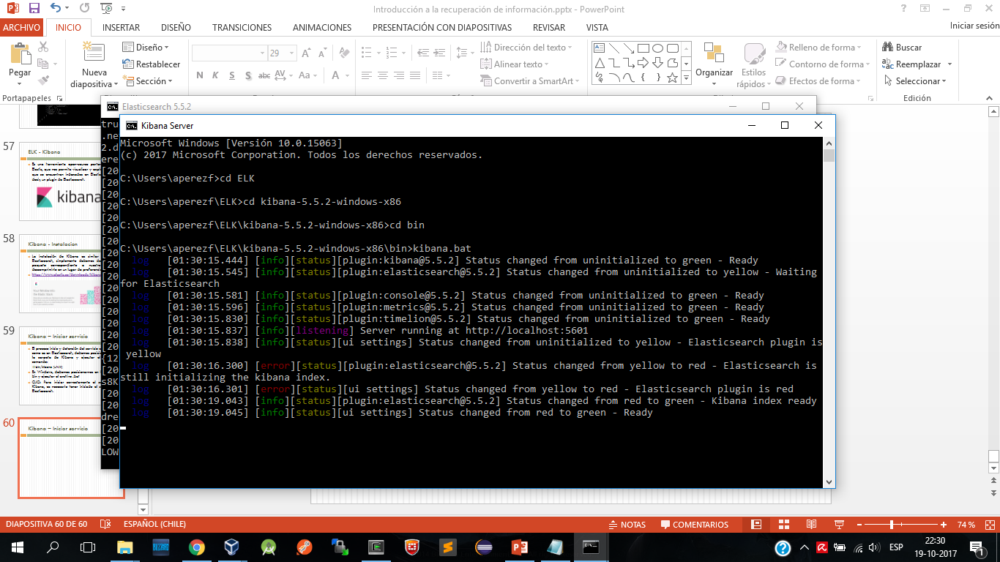 Introducción a la recuperación de información.pptx - PowerPoint
ARCHIVO INICIO INSERTAR DISEÑO TRANSICIONES ANIMACIONES PRESENTACIÓN CON DIAPOSITIVAS REVISAR VISTA Iniciar sesión
Pegar
Portapapeles
Nueva diapositiva
Diseño
Restablecer
Sección
29
N K S S abc AV Aa A
Dirección del texto
Alinear texto
Convertir a SmartArt
Organizar
Estilos rápidos
Relleno de forma
Contorno de forma
Efectos de forma
Buscar
Reemplazar
Seleccionar
Edición
57
ELK - Kibana
kibana
58
Kibana - Instalacion
59
Kibana – Iniciar servicio
60
Kibana – Iniciar servicio
Elasticsearch 5.5.2
Kibana Server
Microsoft Windows [Versión 10.0.15063]
(c) 2017 Microsoft Corporation. Todos los derechos reservados.
C:\Users\aperezf>cd ELK
C:\Users\aperezf\ELK>cd kibana-5.5.2-windows-x86
C:\Users\aperezf\ELK\kibana-5.5.2-windows-x86>cd bin
C:\Users\aperezf\ELK\kibana-5.5.2-windows-x86\bin>kibana.bat
log [01:30:15.444] [info][status][plugin:kibana@5.5.2] Status changed from uninitialized to green - Ready
log [01:30:15.545] [info][status][plugin:elasticsearch@5.5.2] Status changed from uninitialized to yellow - Waiting
for Elasticsearch
log [01:30:15.581] [info][status][plugin:console@5.5.2] Status changed from uninitialized to green - Ready
log [01:30:15.596] [info][status][plugin:metrics@5.5.2] Status changed from uninitialized to green - Ready
log [01:30:15.830] [info][status][plugin:timelion@5.5.2] Status changed from uninitialized to green - Ready
log [01:30:15.837] [info][listening] Server running at http://localhost:5601
log [01:30:15.838] [info][status][ui settings] Status changed from uninitialized to yellow - Elasticsearch plugin is
yellow
log [01:30:16.300] [error][status][plugin:elasticsearch@5.5.2] Status changed from yellow to red - Elasticsearch is
still initializing the kibana index.
log [01:30:16.301] [error][status][ui settings] Status changed from yellow to red - Elasticsearch plugin is red
log [01:30:19.043] [info][status][plugin:elasticsearch@5.5.2] Status changed from red to green - Kibana index ready
log [01:30:19.045] [info][status][ui settings] Status changed from red to green - Ready
DIAPOSITIVA 60 DE 60 ESPAÑOL (CHILE) NOTAS COMENTARIOS 74 %
ESP
22:30
19-10-2017
1